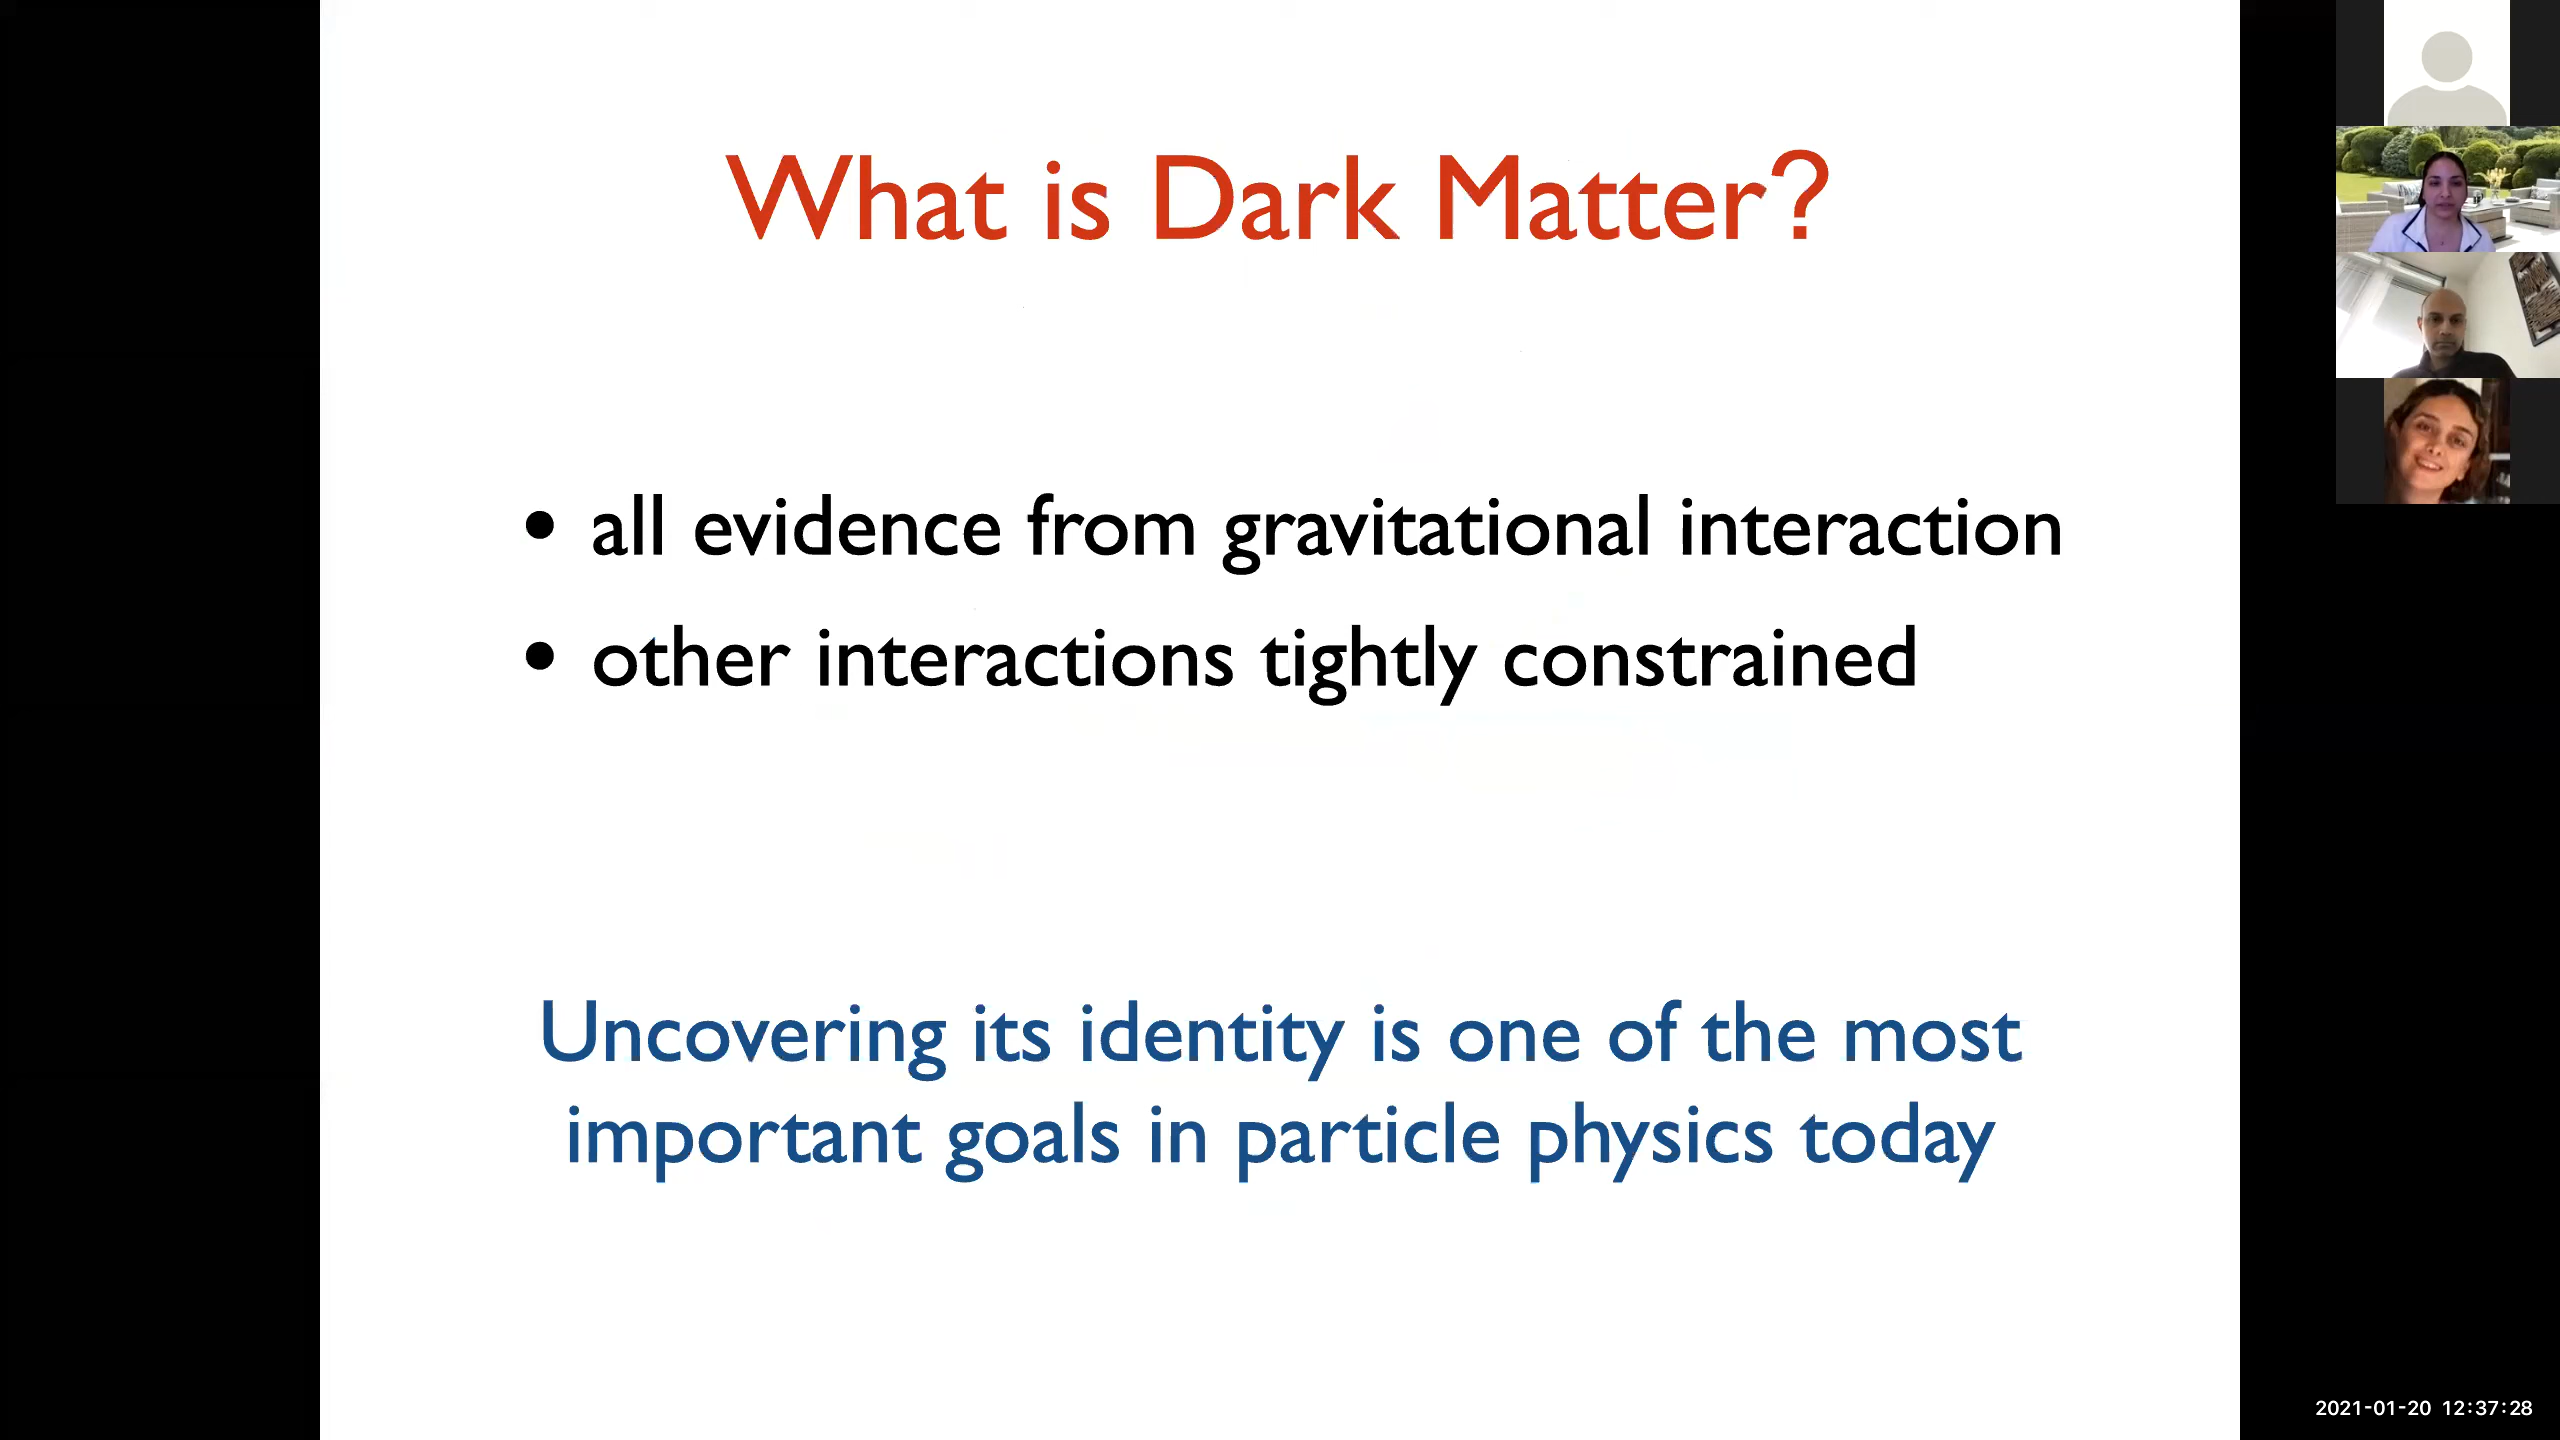 What is Dark Matter?
• all evidence from gravitational interaction
• other interactions tightly constrained
Uncovering its identity is one of the most
important goals in particle physics today
2021-01-20 12:37:28